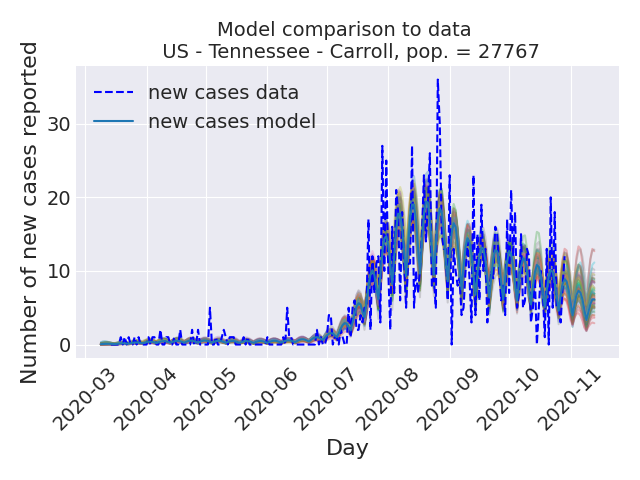 Model comparison to data
US - Tennessee - Carroll, pop. = 27767
Number of new cases reported
new cases data
new cases model
30
20
10
0
2020-03
2020-04
2020-05
2020-06
2020-07
2020-08
2020-09
2020-10
2020-11
Day